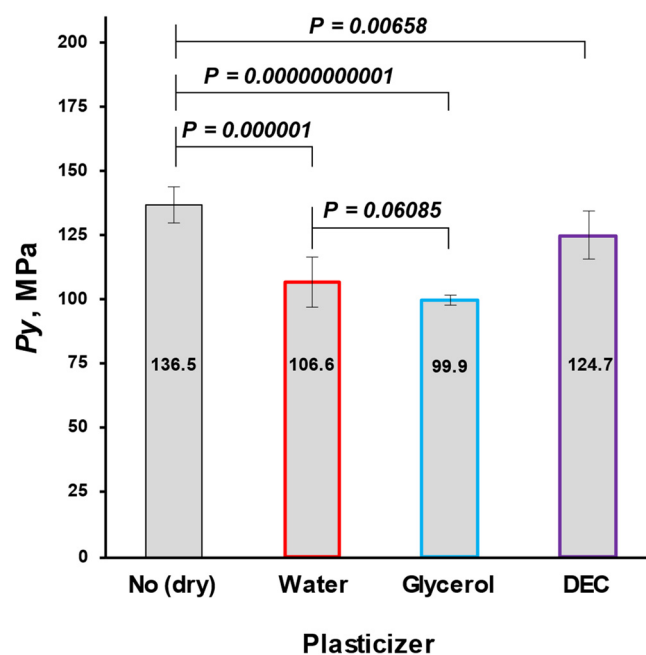 P = 0.00658
P = 0.00000000001
P = 0.000001
P = 0.06085
Py, MPa
200
175
150
125
100
75
50
25
0
136.5 106.6 99.9 124.7
No (dry) Water Glycerol DEC
Plasticizer